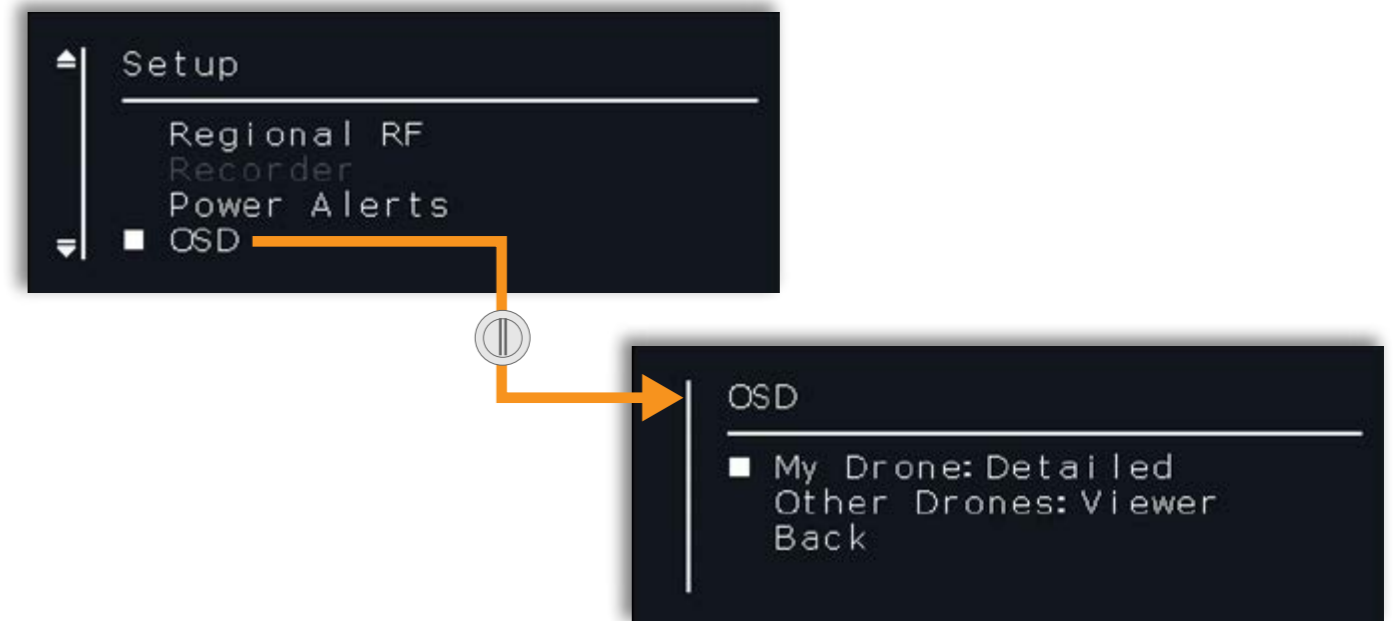 Setup
Regional RF
Recorder
Power Alerts
OSD
OSD
My Drone:Detailed
Other Drones:Viewer
Back